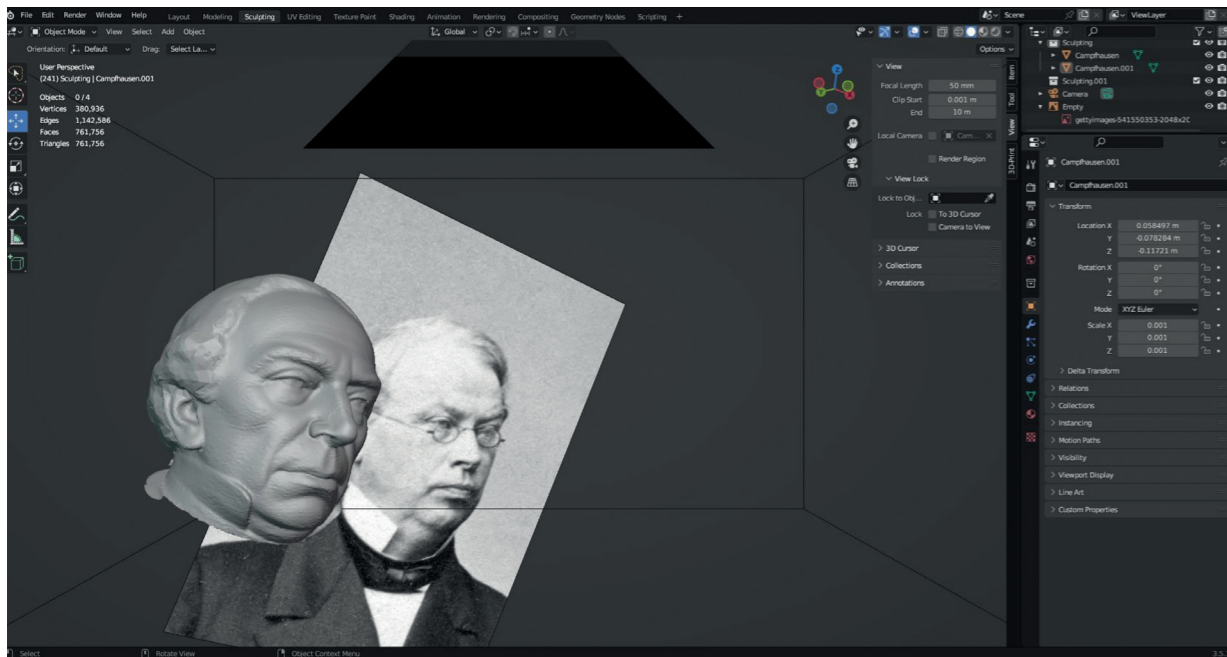 File Edit Render Window Help Layout Modeling Sculpting UV Editing Texture Paint Shading Animation Rendering Compositing Geometry Nodes Scripting + Scene ViewLayer
Object Mode View Select Add Object Global Options
Orientation: Default Drag: Select La...
User Perspective
(241) Sculpting | Campfhausen.001
Objects 0/4
Vertices 380,936
Edges 1,142,586
Faces 761,756
Triangles 761,756
View
Focal Length 50 mm
Clip Start 0.001 m
End 10 m
Local Camera Cam...
Render Region
View Lock
Lock to Obj...
Lock To 3D Cursor
Camera to View
3D Cursor
Collections
Annotations
Item
Tool
View
3D-Print
Sculpting
Campfhausen
Campfhausen.001
Sculpting.001
Camera
Empty
gettyimages-541550353-2048x2
Campfhausen.001
Campfhausen.001
Transform
Location X 0.058497 m
Y -0.078284 m
Z -0.11721 m
Rotation X 0°
Y 0°
Z 0°
Mode XYZ Euler
Scale X 0.001
Y 0.001
Z 0.001
Delta Transform
Relations
Collections
Instancing
Motion Paths
Visibility
Viewport Display
Line Art
Custom Properties
Select Rotate View Object Context Menu 3.5